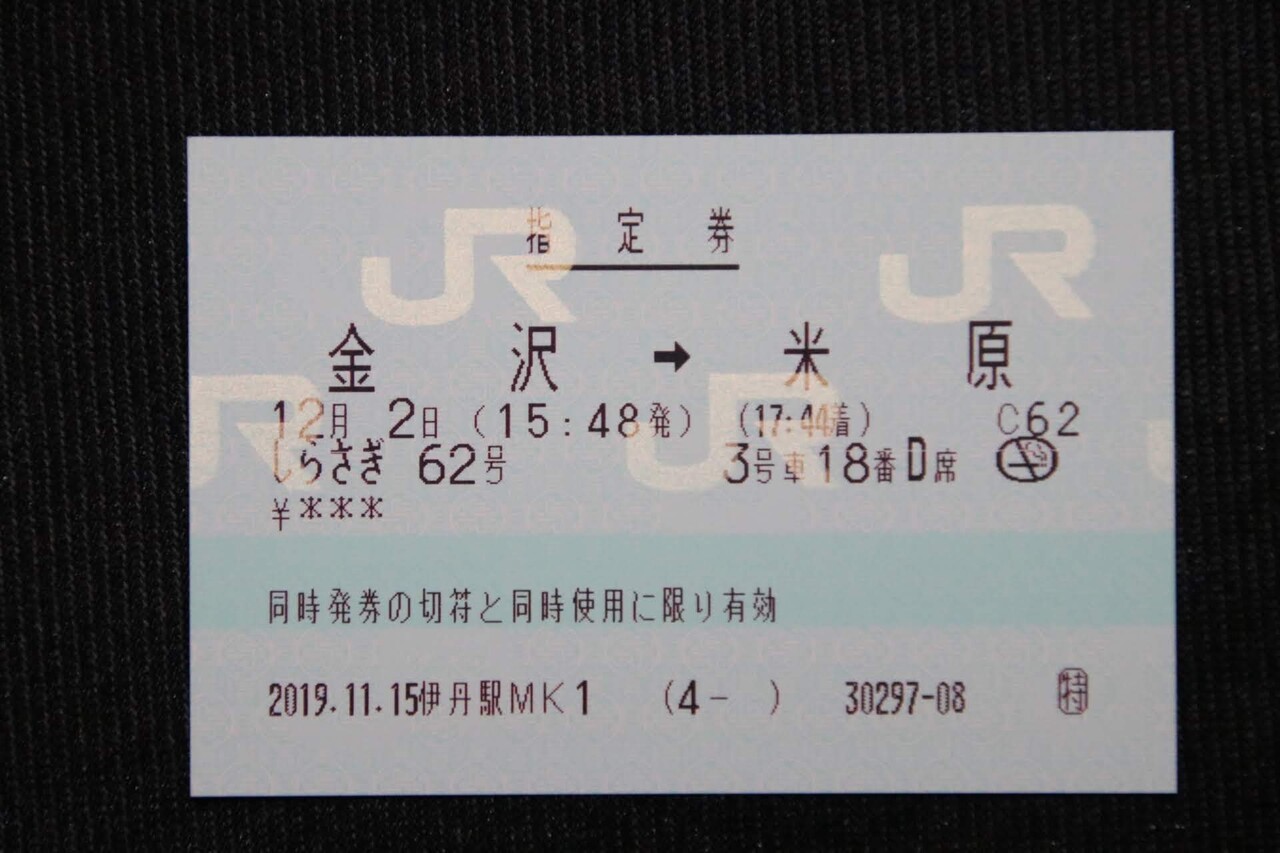 指定券
金沢➡米原
12月 2日 (15:48発) (17:44着) C62
しらさぎ 62号 3号車18番D席
¥***
同時発券の切符と同時使用に限り有効
2019.11.15伊丹駅MK1 (4- ) 30297-08 特